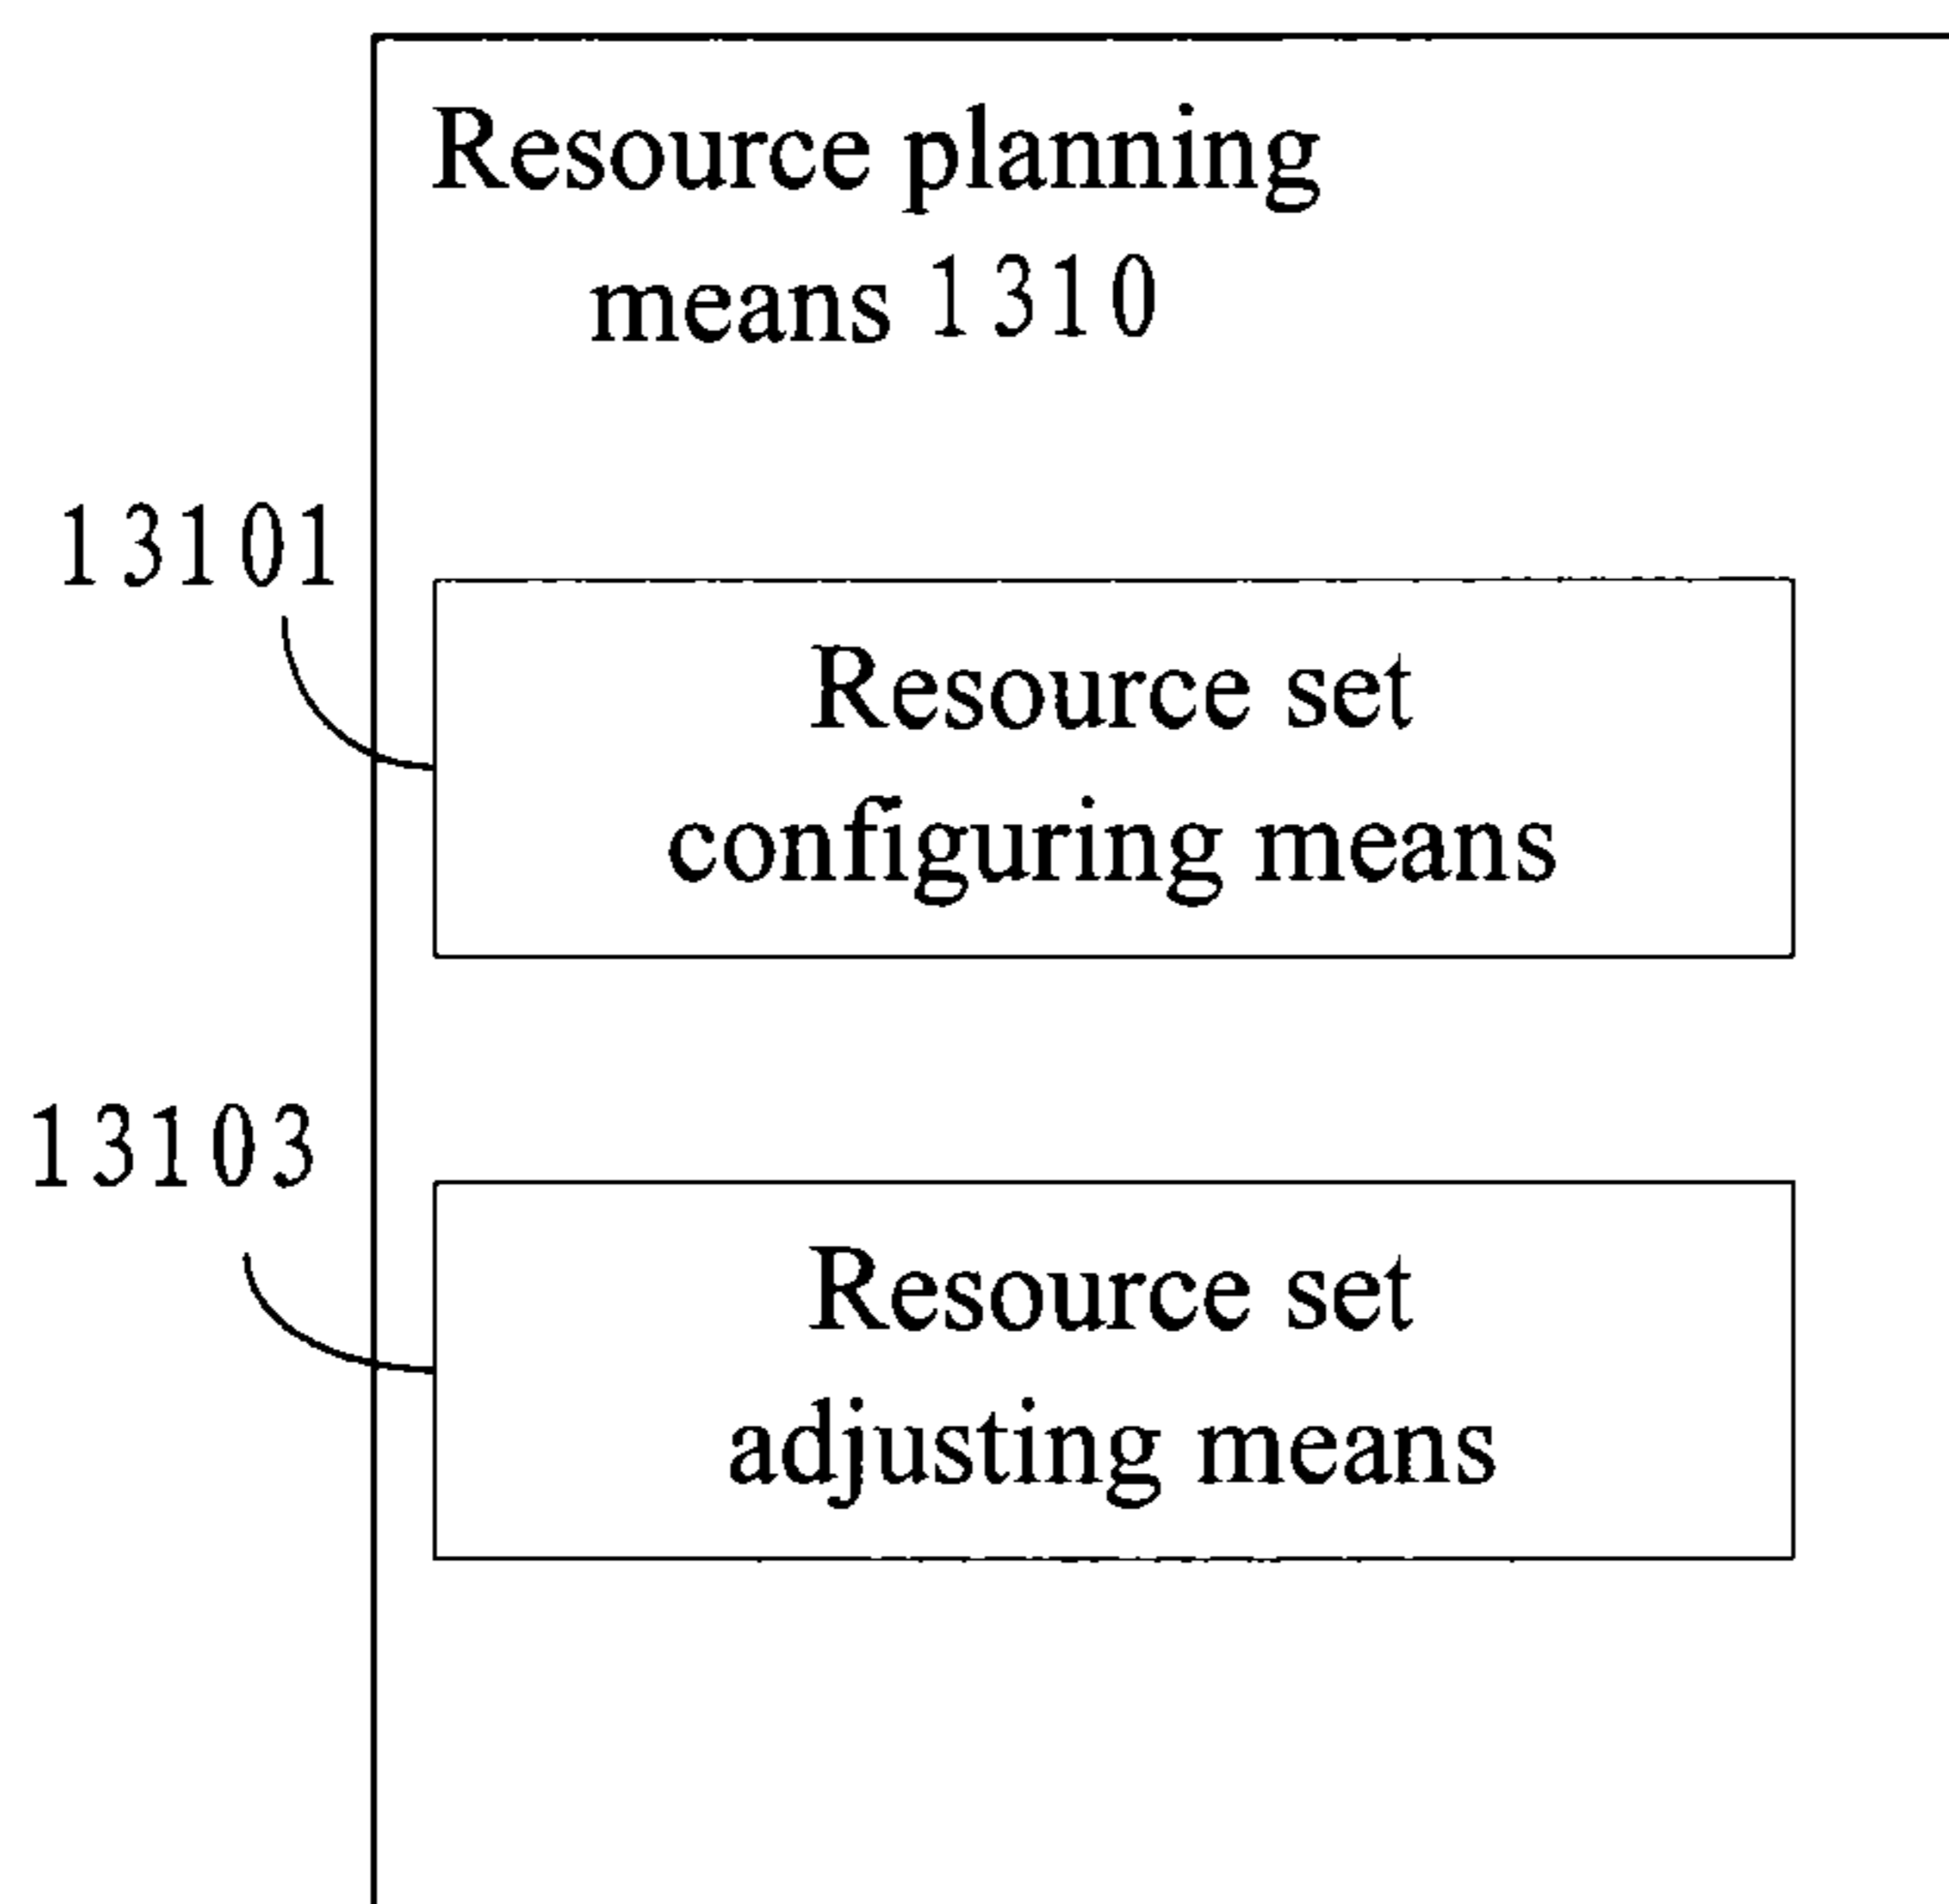 Resource planning
means 1310
13101
Resource set
configuring means
13103
Resource set
adjusting means